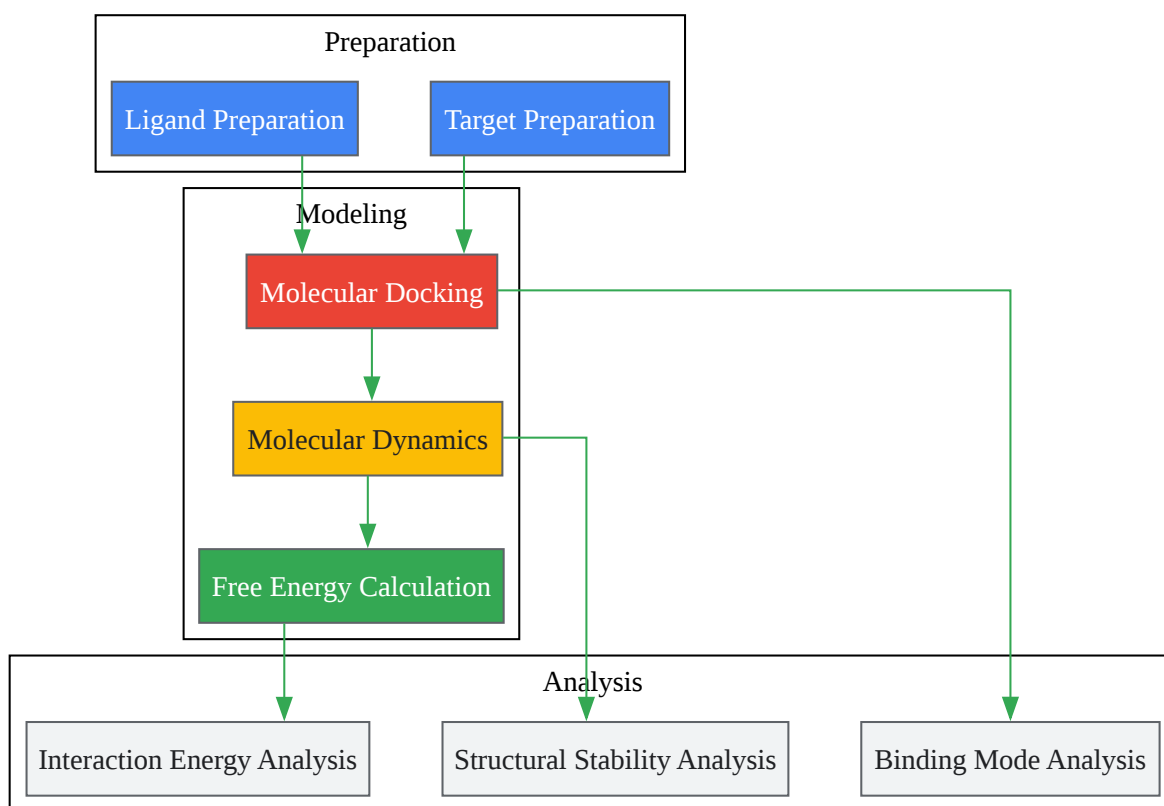 Preparation
Ligand Preparation
Target Preparation
Modeling
Molecular Docking
Molecular Dynamics
Free Energy Calculation
Analysis
Interaction Energy Analysis
Structural Stability Analysis
Binding Mode Analysis